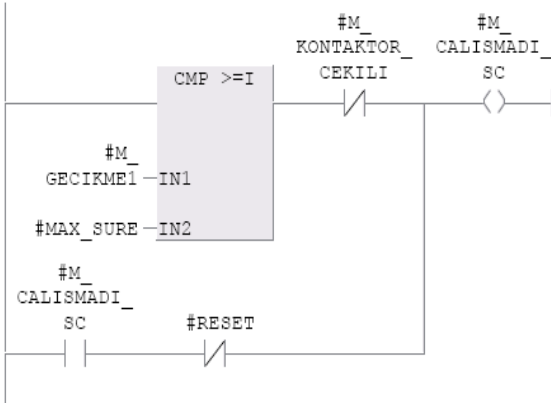 #M_
KONTAKTOR_
CEKILI
#M_
CALISMADI_
SC
CMP >=I
#M_
GECIKME1
IN1
#MAX_SURE
IN2
#M_
CALISMADI_
SC
#RESET